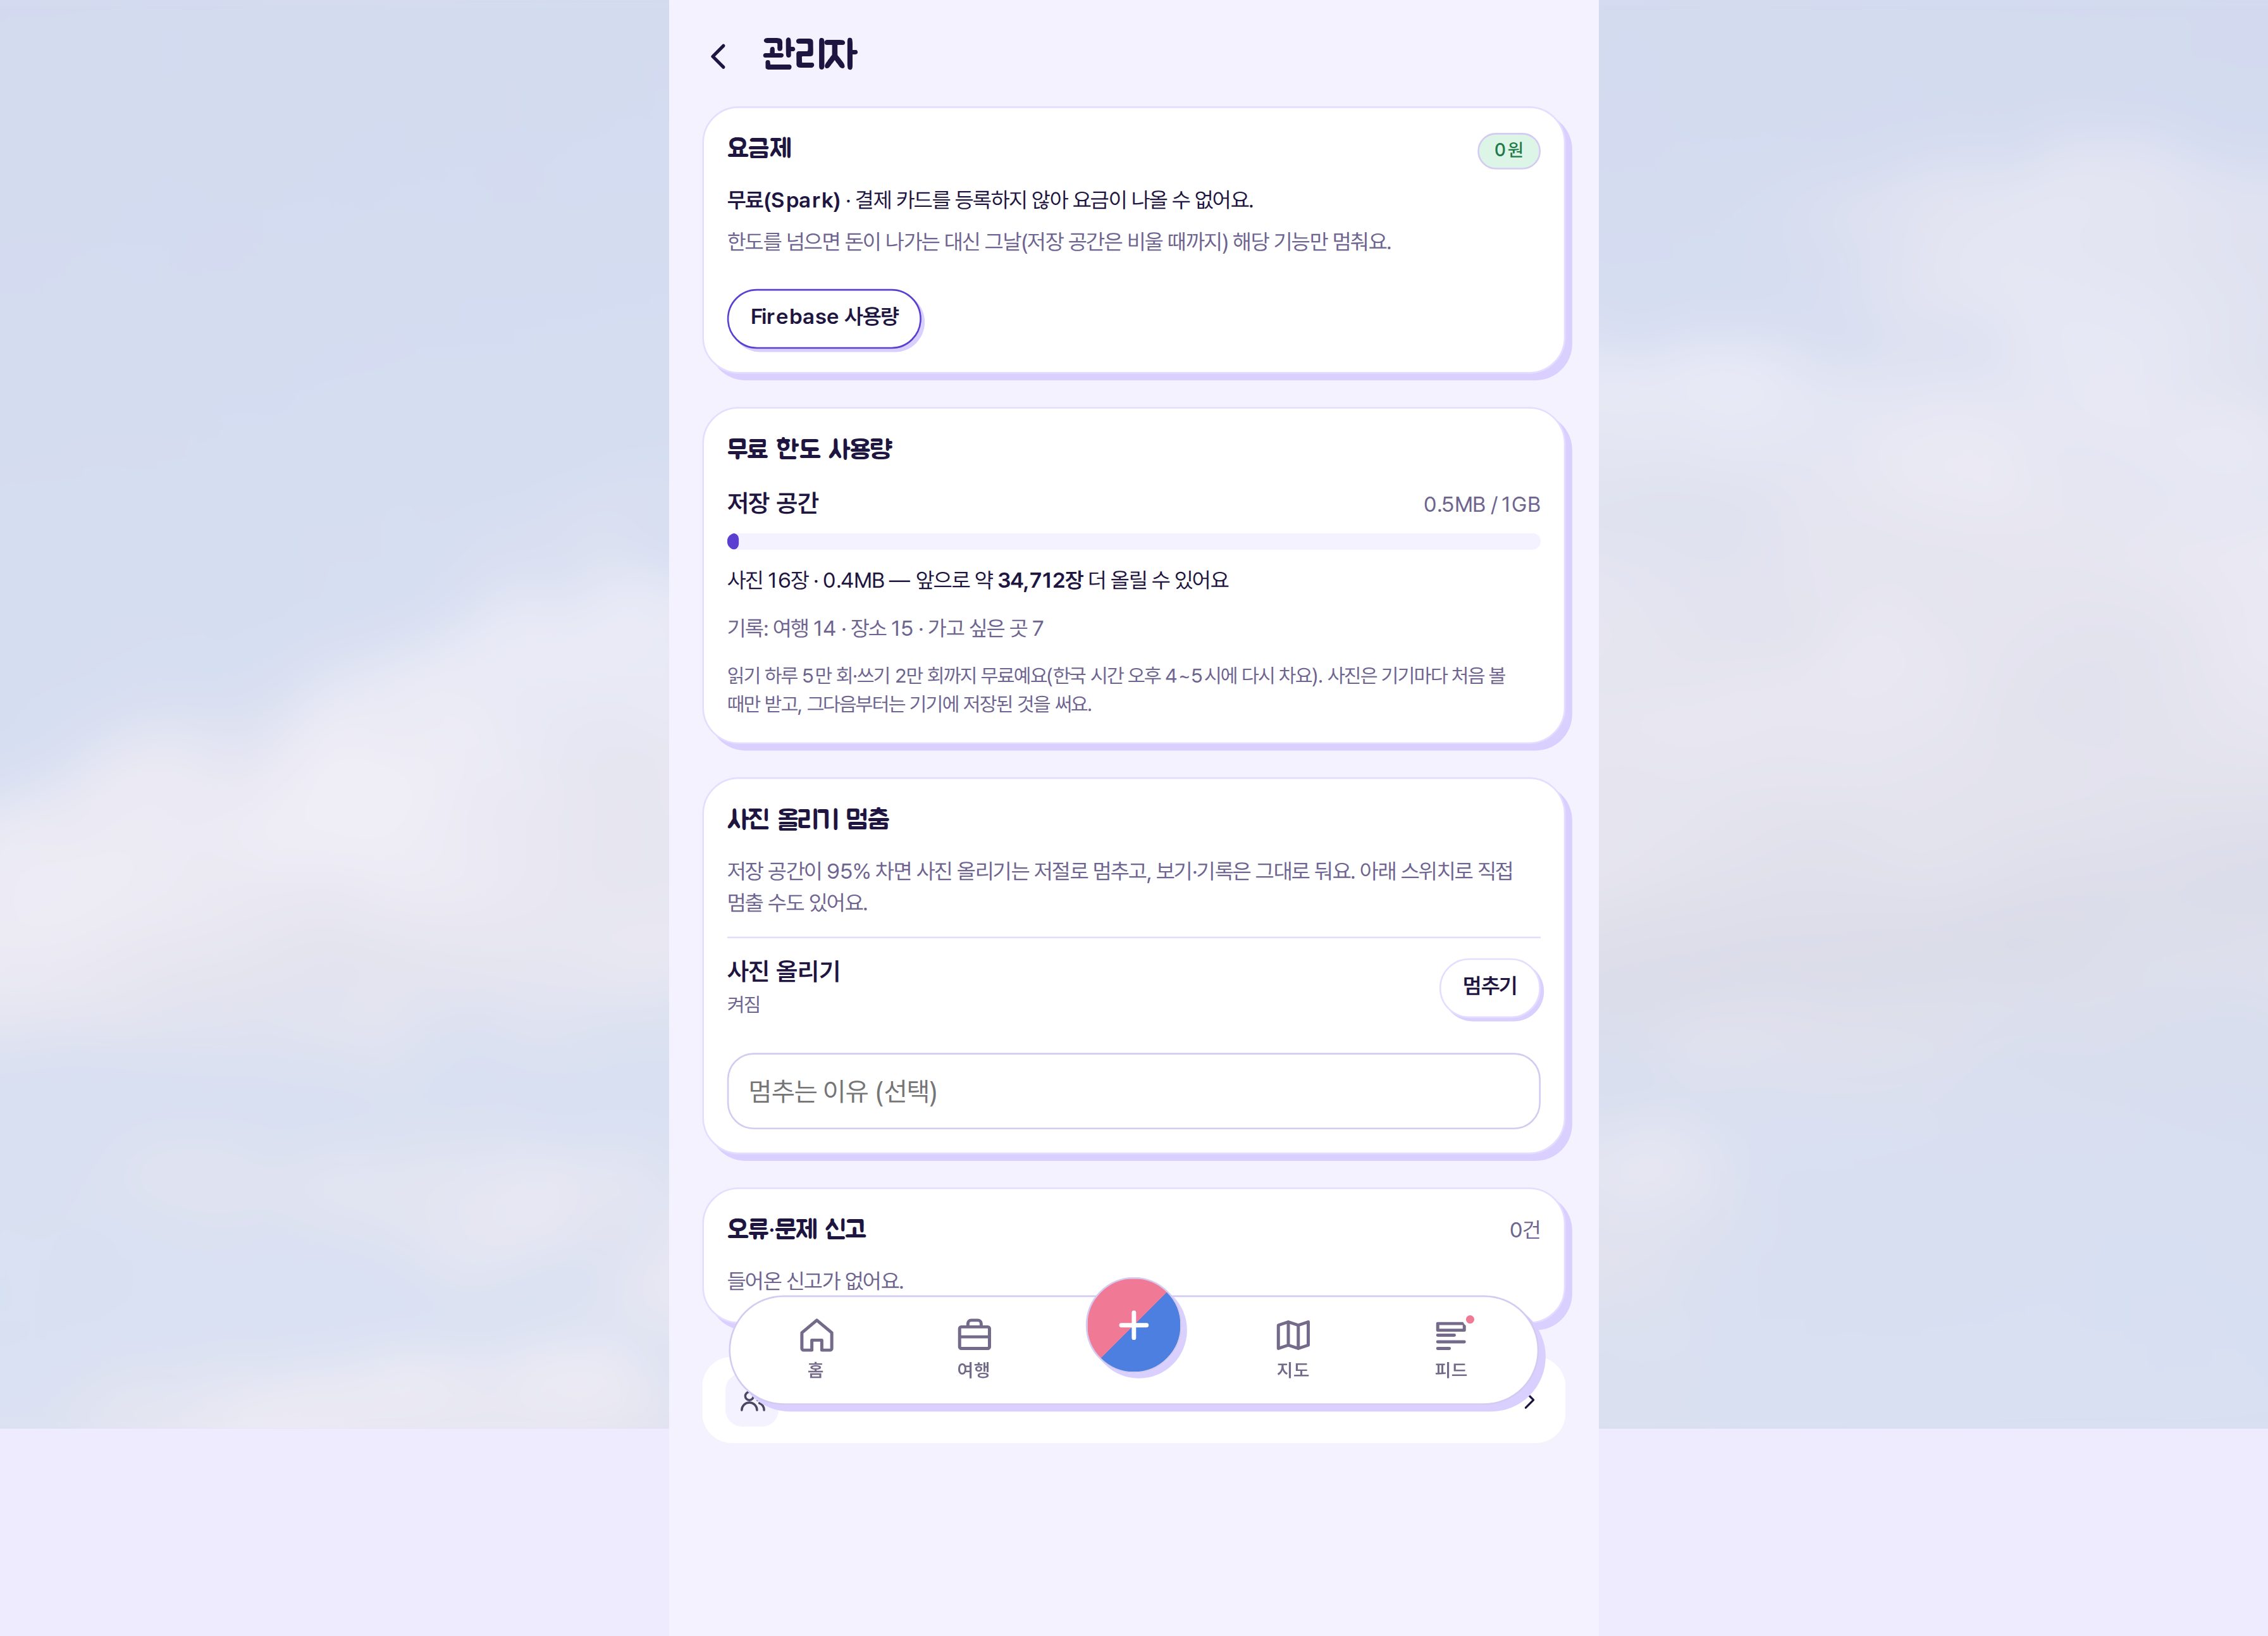 관리자
요금제
0원
무료(Spark) · 결제 카드를 등록하지 않아 요금이 나올 수 없어요.
한도를 넘으면 돈이 나가는 대신 그날(저장 공간은 비울 때까지) 해당 기능만 멈춰요.
Firebase 사용량
무료 한도 사용량
저장 공간
0.5MB / 1GB
사진 16장 · 0.4MB — 앞으로 약 34,712장 더 올릴 수 있어요
기록: 여행 14 · 장소 15 · 가고 싶은 곳 7
읽기 하루 5만 회·쓰기 2만 회까지 무료예요(한국 시간 오후 4~5시에 다시 차요). 사진은 기기마다 처음 볼
때만 받고, 그다음부터는 기기에 저장된 것을 써요.
사진 올리기 멈춤
저장 공간이 95% 차면 사진 올리기는 저절로 멈추고, 보기·기록은 그대로 둬요. 아래 스위치로 직접
멈출 수도 있어요.
사진 올리기
켜짐
멈추기
멈추는 이유 (선택)
오류·문제 신고
0건
들어온 신고가 없어요.
홈
여행
지도
피드